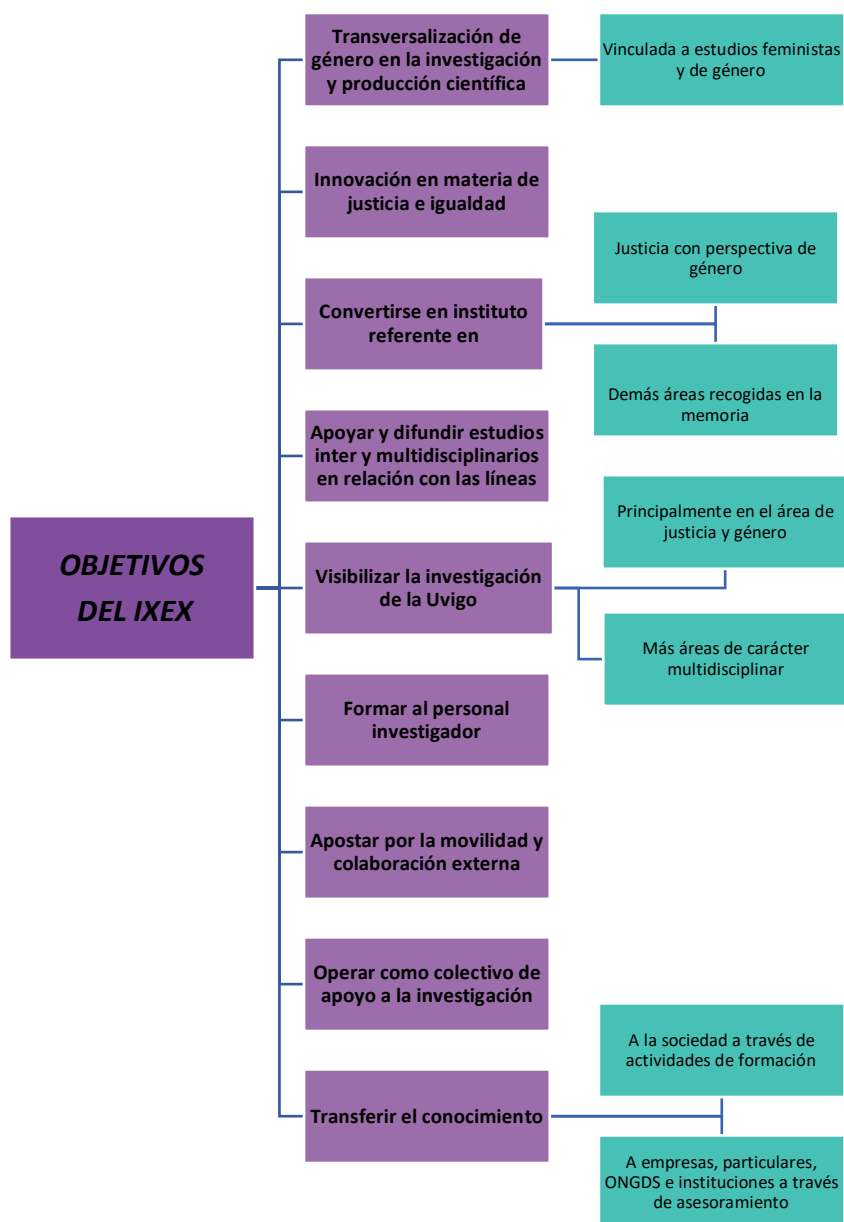 Transversalización de
género en la investigación
y producción científica
Vinculada a estudios feministas
y de género
Innovación en materia de
justicia e igualdad
Convertirse en instituto
referente en
Justicia con perspectiva de
género
Demás áreas recogidas en la
memoria
Apoyar y difundir estudios
inter y multidisciplinarios
en relación con las líneas
OBJETIVOS
DEL IXEX
Visibilizar la investigación
de la Uvigo
Principalmente en el área de
justicia y género
Más áreas de carácter
multidisciplinar
Formar al personal
investigador
Apostar por la movilidad y
colaboración externa
Operar como colectivo de
apoyo a la investigación
Transferir el conocimiento
A la sociedad a través de
actividades de formación
A empresas, particulares,
ONGDS e instituciones a través
de asesoramiento